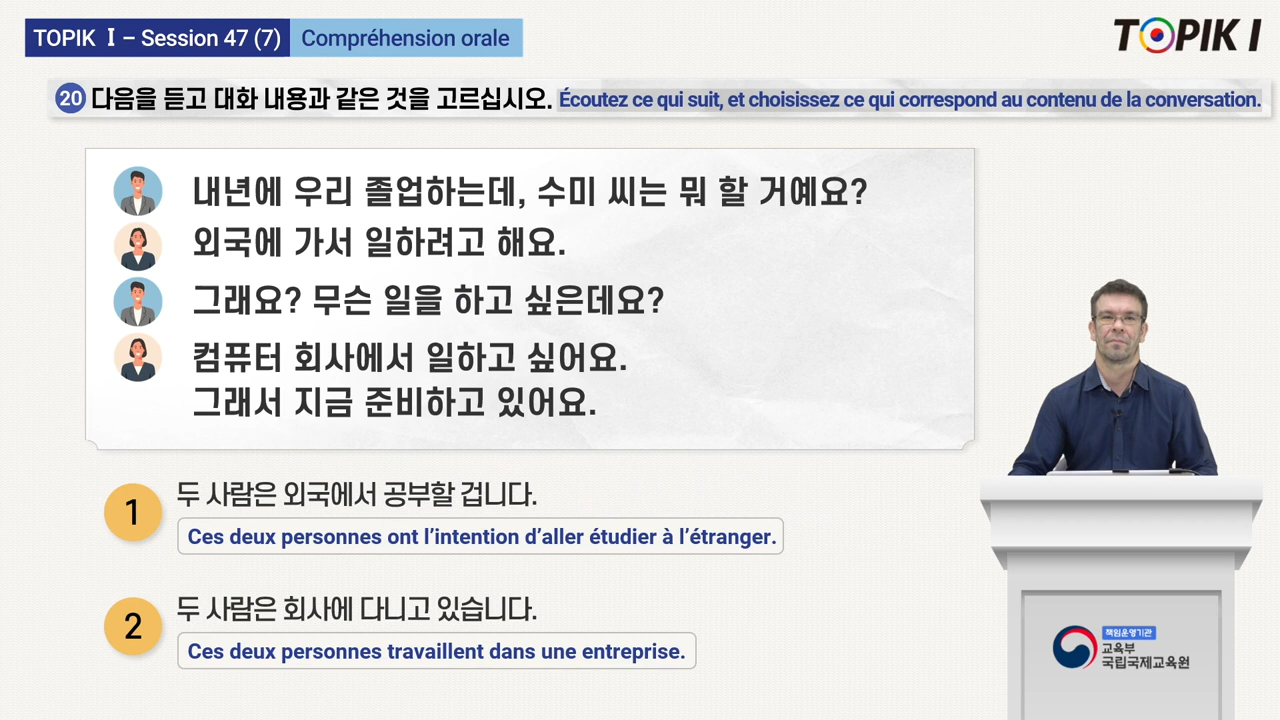 TOPIK I – Session 47 (7) Compréhension orale
TOPIK I
20 다음을 듣고 대화 내용과 같은 것을 고르십시오. Écoutez ce qui suit, et choisissez ce qui correspond au contenu de la conversation.
내년에 우리 졸업하는데, 수미 씨는 뭐 할 거예요?
외국에 가서 일하려고 해요.
그래요? 무슨 일을 하고 싶은데요?
컴퓨터 회사에서 일하고 싶어요.
그래서 지금 준비하고 있어요.
1 두 사람은 외국에서 공부할 겁니다.
Ces deux personnes ont l’intention d’aller étudier à l’étranger.
2 두 사람은 회사에 다니고 있습니다.
Ces deux personnes travaillent dans une entreprise.
책임운영기관
교육부
국립국제교육원